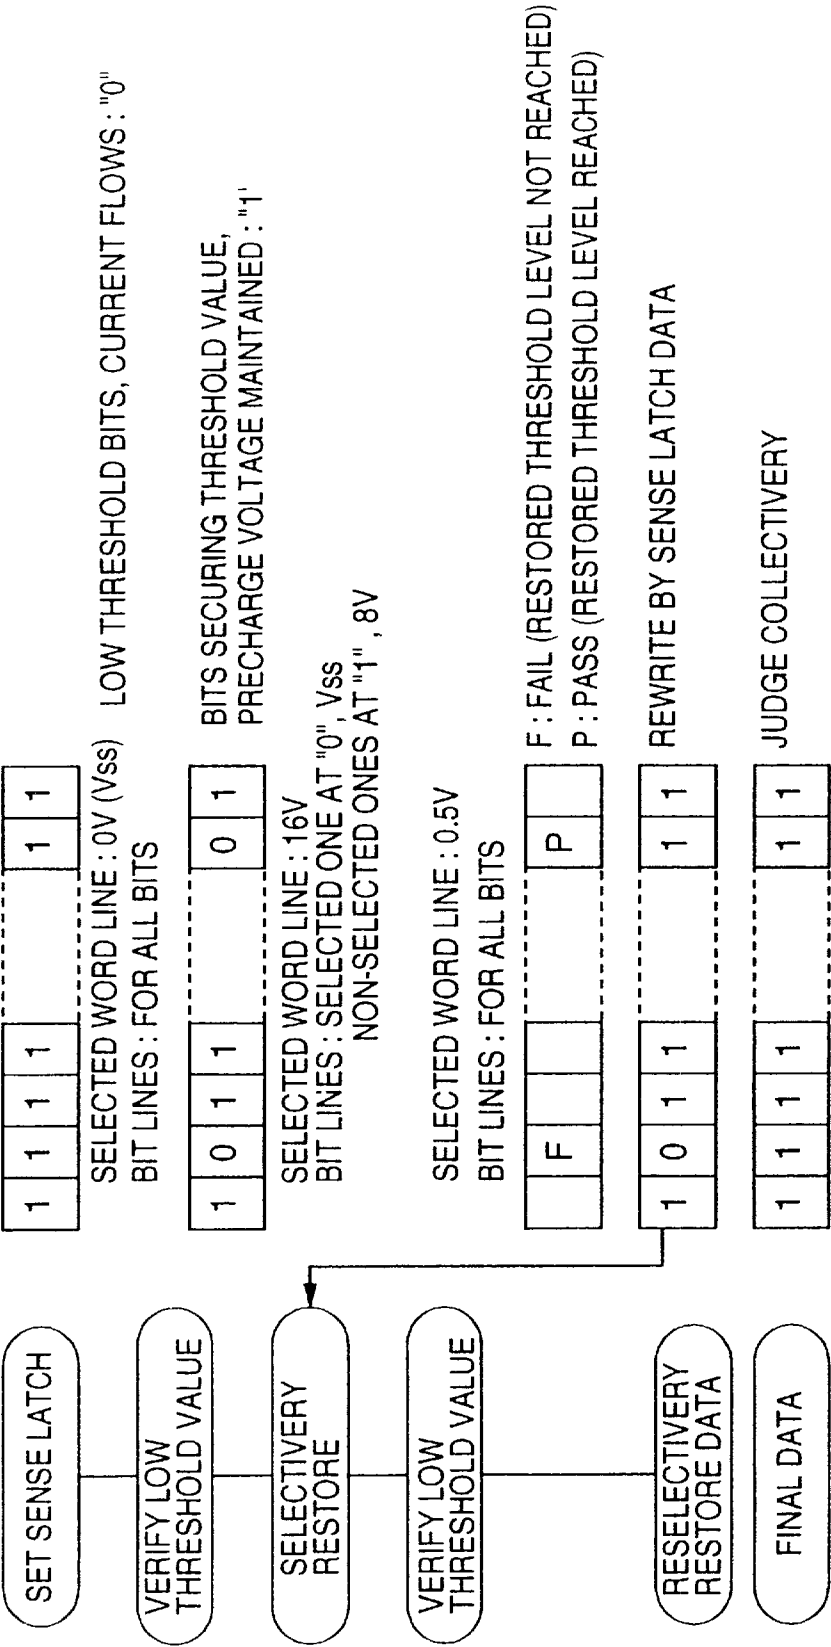 SET SENSE LATCH
1 1 1 1 1 1
SELECTED WORD LINE : 0V (Vss)
BIT LINES : FOR ALL BITS
LOW THRESHOLD BITS, CURRENT FLOWS : "0"
VERIFY LOW
THRESHOLD VALUE
1 0 1 1 0 1
BITS SECURING THRESHOLD VALUE,
PRECHARGE VOLTAGE MAINTAINED : "1'
SELECTIVERY
RESTORE
SELECTED WORD LINE : 16V
BIT LINES : SELECTED ONE AT "0", Vss
NON-SELECTED ONES AT "1" , 8V
VERIFY LOW
THRESHOLD VALUE
SELECTED WORD LINE : 0.5V
BIT LINES : FOR ALL BITS
F P
F : FAIL (RESTORED THRESHOLD LEVEL NOT REACHED)
P : PASS (RESTORED THRESHOLD LEVEL REACHED)
RESELECTIVERY
RESTORE DATA
1 0 1 1 1 1
REWRITE BY SENSE LATCH DATA
FINAL DATA
1 1 1 1 1 1
JUDGE COLLECTIVERY